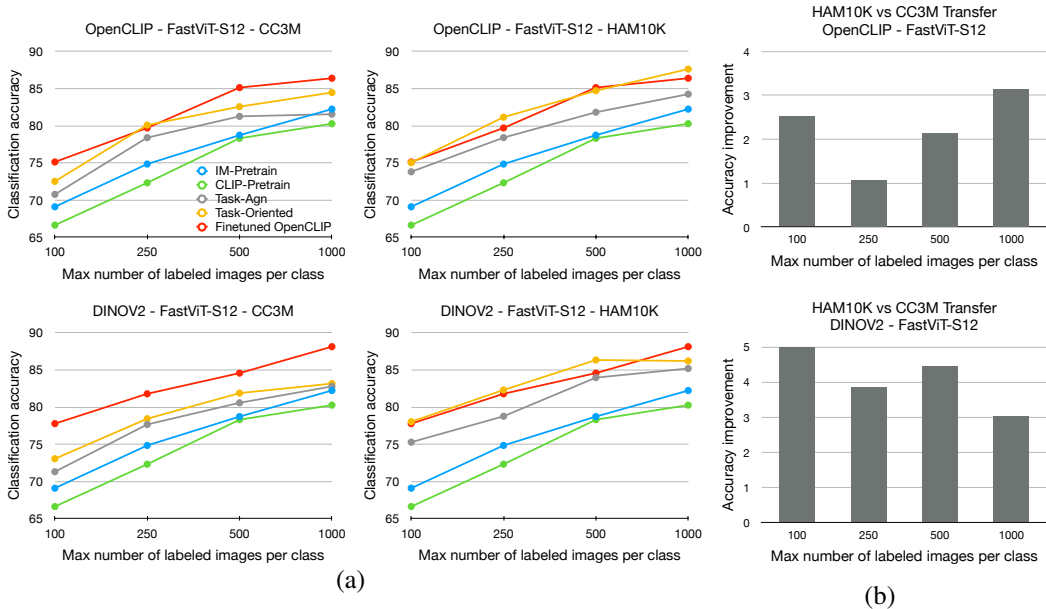 OpenCLIP - FastViT-S12 - CC3M
Classification accuracy
90
85
80
75
70
65
100
250
500
1000
Max number of labeled images per class
IM-Pretrain
CLIP-Pretrain
Task-Agn
Task-Oriented
Finetuned OpenCLIP
OpenCLIP - FastViT-S12 - HAM10K
Classification accuracy
90
85
80
75
70
65
100
250
500
1000
Max number of labeled images per class
HAM10K vs CC3M Transfer
OpenCLIP - FastViT-S12
Accuracy improvement
4
3
2
1
0
100
250
500
1000
Max number of labeled images per class
DINOV2 - FastViT-S12 - CC3M
Classification accuracy
90
85
80
75
70
65
100
250
500
1000
Max number of labeled images per class
DINOV2 - FastViT-S12 - HAM10K
Classification accuracy
90
85
80
75
70
65
100
250
500
1000
Max number of labeled images per class
HAM10K vs CC3M Transfer
DINOV2 - FastViT-S12
Accuracy improvement
5
4
3
2
1
0
100
250
500
1000
Max number of labeled images per class
(a)
(b)